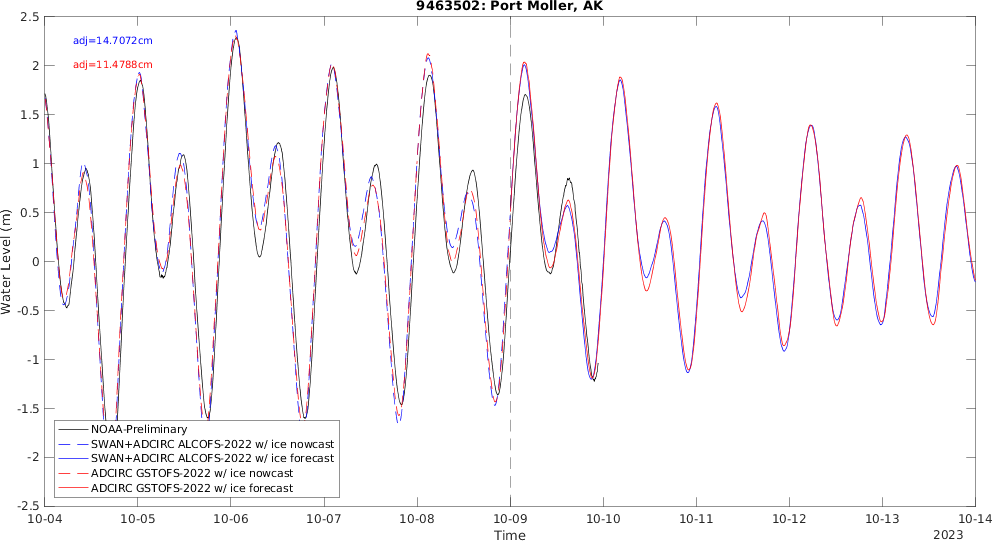 9463502: Port Moller, AK
adj=14.7072cm
adj=11.4788cm
Water Level (m)
2.5
2
1.5
1
0.5
0
-0.5
-1
-1.5
-2
-2.5
NOAA-Preliminary
SWAN+ADCIRC ALCOFS-2022 w/ ice nowcast
SWAN+ADCIRC ALCOFS-2022 w/ ice forecast
ADCIRC GSTOFS-2022 w/ ice nowcast
ADCIRC GSTOFS-2022 w/ ice forecast
10-04 10-05 10-06 10-07 10-08 10-09 10-10 10-11 10-12 10-13 10-14
Time
2023